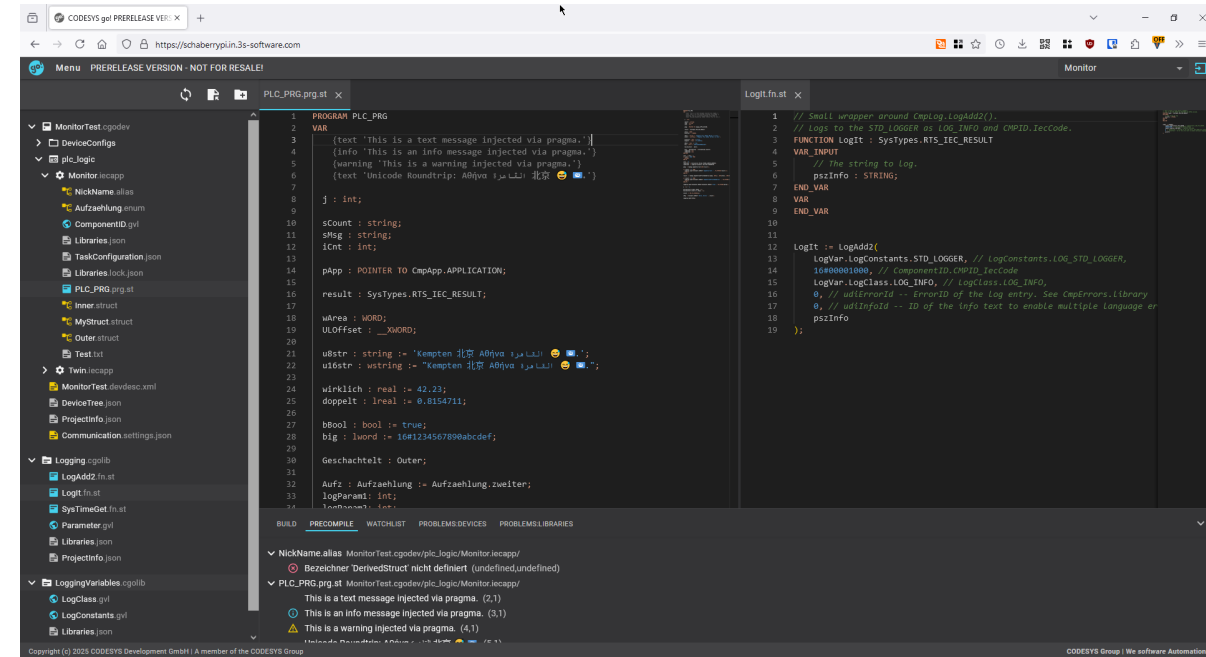 CODESYS go! PRERELEASE VERS
https://schaberrypi.in.3s-software.com
OFF
go!
Menu PRERELEASE VERSION - NOT FOR RESALE!
Monitor
MonitorTest.cgodev
DeviceConfigs
plc_logic
Monitor.iecapp
NickName.alias
Aufzaehlung.enum
ComponentID.gvl
Libraries.json
TaskConfiguration.json
Libraries.lock.json
PLC_PRG.prg.st
Inner.struct
MyStruct.struct
Outer.struct
Test.txt
Twin.iecapp
MonitorTest.devdesc.xml
DeviceTree.json
ProjectInfo.json
Communication.settings.json
Logging.cgolib
LogAdd2.fn.st
LogIt.fn.st
SysTimeGet.fn.st
Parameter.gvl
Libraries.json
ProjectInfo.json
LoggingVariables.cgolib
LogClass.gvl
LogConstants.gvl
Libraries.json
PLC_PRG.prg.st
1 PROGRAM PLC_PRG
2 VAR
3 {text 'This is a text message injected via pragma.'}
4 {info 'This is an info message injected via pragma.'}
5 {warning 'This is a warning injected via pragma.'}
6 {text 'Unicode Roundtrip: Αθήνα القاهرة 北京 😄 .'}
7
8 j : int;
9
10 sCount : string;
11 sMsg : string;
12 iCnt : int;
13
14 pApp : POINTER TO CmpApp.APPLICATION;
15
16 result : SysTypes.RTS_IEC_RESULT;
17
18 wArea : WORD;
19 ULOffset : __XWORD;
20
21 u8str : string := 'Kempten 北京 Αθήνα القاهرة 😄 .';
22 u16str : wstring := "Kempten 北京 Αθήνα القاهرة 😄 .";
23
24 wirklich : real := 42.23;
25 doppelt : lreal := 0.8154711;
26
27 bBool : bool := true;
28 big : lword := 16#1234567890abcdef;
29
30 Geschachtelt : Outer;
31
32 Aufz : Aufzaehlung := Aufzaehlung.zweiter;
33 logParam1: int;
34 logParam2: int;
LogIt.fn.st
1 // Small wrapper around CmpLog.LogAdd2().
2 // Logs to the STD_LOGGER as LOG_INFO and CMPID.IecCode.
3 FUNCTION LogIt : SysTypes.RTS_IEC_RESULT
4 VAR_INPUT
5 // The string to log.
6 pszInfo : STRING;
7 END_VAR
8 VAR
9 END_VAR
10
11
12 LogIt := LogAdd2(
13 LogVar.LogConstants.STD_LOGGER, // LogConstants.LOG_STD_LOGGER,
14 16#00001000, // ComponentID.CMPID_IecCode
15 LogVar.LogClass.LOG_INFO, // LogClass.LOG_INFO,
16 0, // udiErrorId -- ErrorID of the log entry. See CmpErrors.library
17 0, // udiInfoId -- ID of the info text to enable multiple language er
18 pszInfo
19 );
BUILD PRECOMPILE WATCHLIST PROBLEMS:DEVICES PROBLEMS:LIBRARIES
NickName.alias MonitorTest.cgodev/plc_logic/Monitor.iecapp/
Bezeichner 'DerivedStruct' nicht definiert (undefined,undefined)
PLC_PRG.prg.st MonitorTest.cgodev/plc_logic/Monitor.iecapp/
This is a text message injected via pragma. (2,1)
This is an info message injected via pragma. (3,1)
This is a warning injected via pragma. (4,1)
Copyright (c) 2025 CODESYS Development GmbH | A member of the CODESYS Group
CODESYS Group | We software Automation